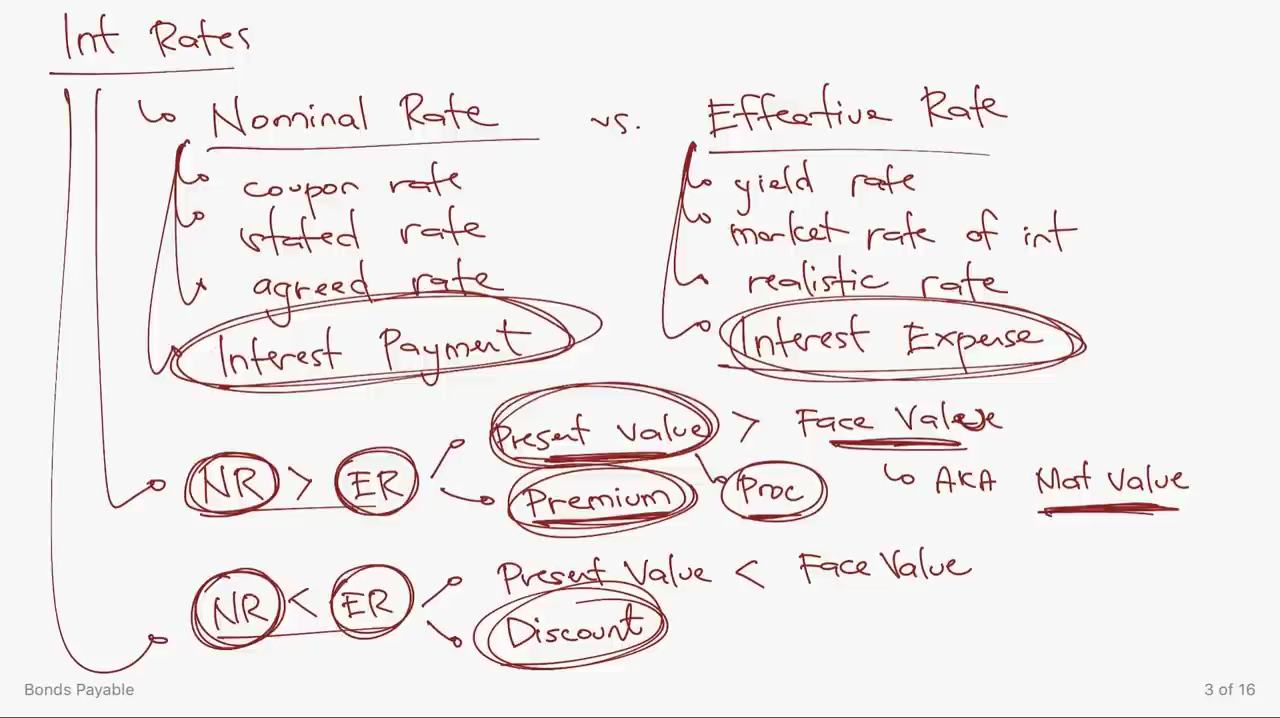 Int Rates
Nominal Rate vs. Effective Rate
coupon rate yield rate
stated rate market rate of int
agreed rate realistic rate
Interest Payment Interest Expense
Present Value > Face Value
NR > ER Premium Proc AKA Mat Value
Present Value < Face Value
NR < ER Discount
Bonds Payable 3 of 16